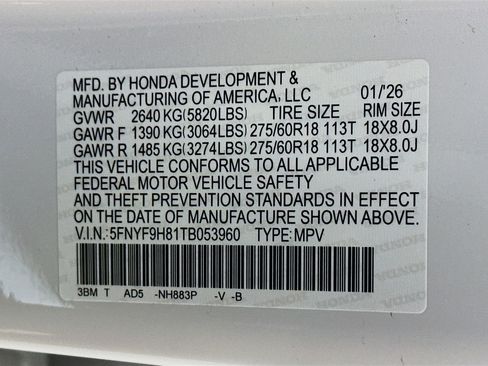 MFD. BY HONDA DEVELOPMENT &
MANUFACTURING OF AMERICA, LLC 01/'26
GVWR 2640 KG(5820LBS) TIRE SIZE RIM SIZE
GAWR F 1390 KG(3064LBS) 275/60R18 113T 18X8.0J
GAWR R 1485 KG(3274LBS) 275/60R18 113T 18X8.0J
THIS VEHICLE CONFORMS TO ALL APPLICABLE
FEDERAL MOTOR VEHICLE SAFETY
AND THEFT PREVENTION STANDARDS IN EFFECT
ON THE DATE OF MANUFACTURE SHOWN ABOVE.
V.I.N.:5FNYF9H81TB053960 TYPE:MPV
3BM T AD5 -NH883P -V -B